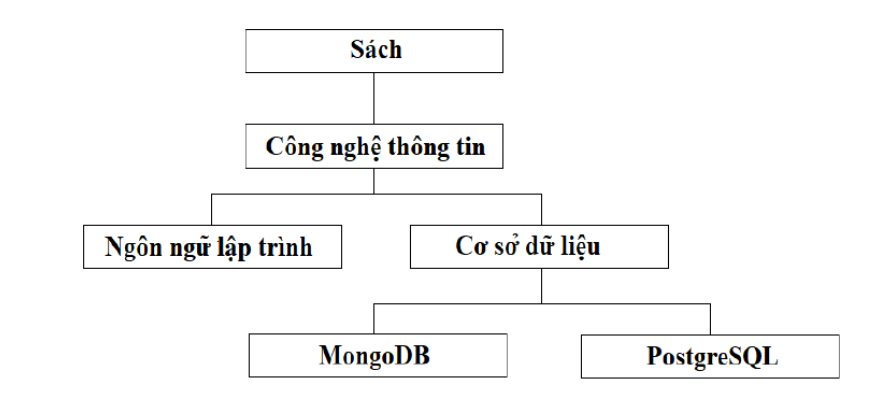 Sách
Công nghệ thông tin
Ngôn ngữ lập trình
Cơ sở dữ liệu
MongoDB
PostgreSQL